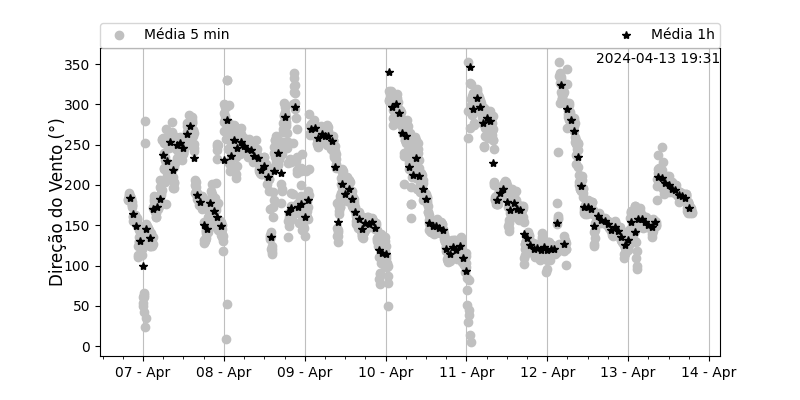 Média 5 min
Média 1h
2024-04-13 19:31
Direção do Vento (°)
350
300
250
200
150
100
50
0
07 - Apr
08 - Apr
09 - Apr
10 - Apr
11 - Apr
12 - Apr
13 - Apr
14 - Apr